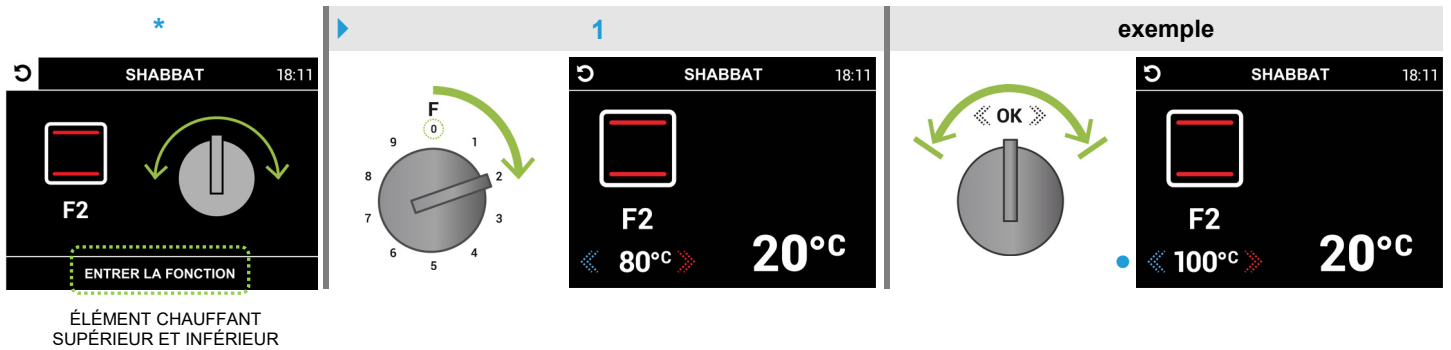 *
1
exemple
SHABBAT 18:11
F2
ENTRER LA FONCTION
ÉLÉMENT CHAUFFANT
SUPÉRIEUR ET INFÉRIEUR
F
0
1
2
3
4
5
6
7
8
9
SHABBAT 18:11
F2
80°C 20°C
OK
SHABBAT 18:11
F2
100°C 20°C